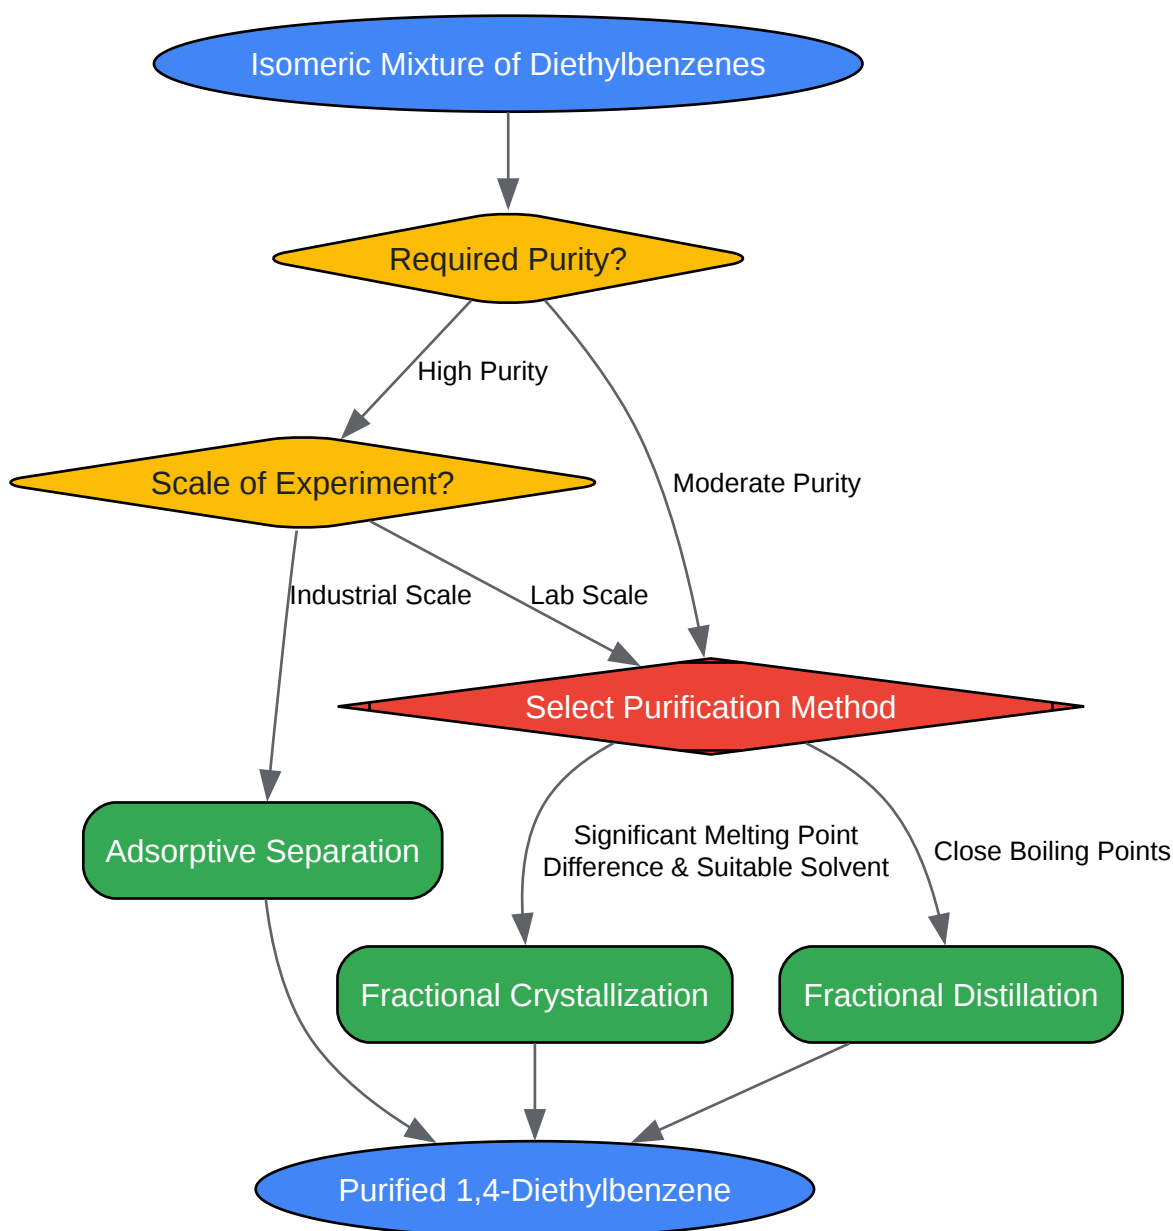 Isomeric Mixture of Diethylbenzenes
Required Purity?
High Purity
Scale of Experiment?
Moderate Purity
Industrial Scale
Lab Scale
Select Purification Method
Significant Melting Point
Difference & Suitable Solvent
Close Boiling Points
Adsorptive Separation
Fractional Crystallization
Fractional Distillation
Purified 1,4-Diethylbenzene